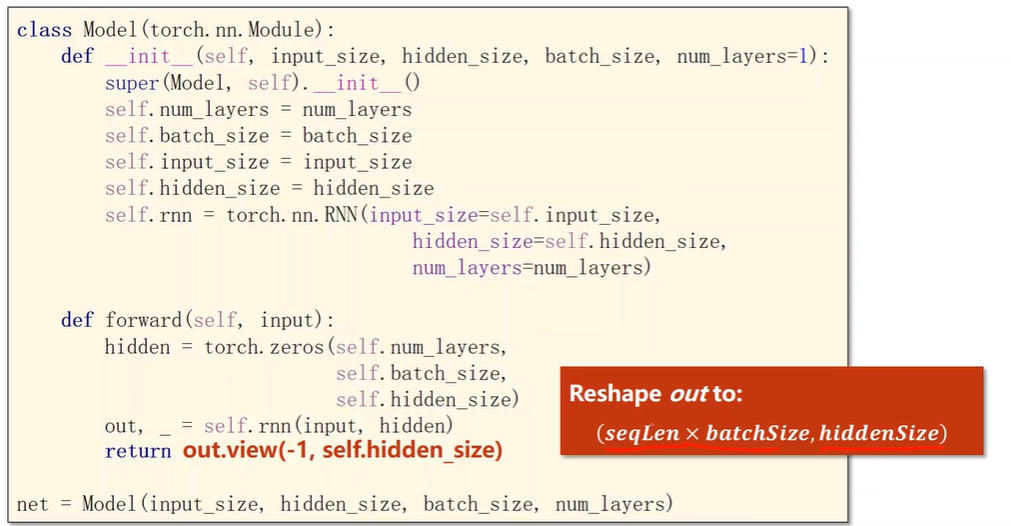 class Model(torch.nn.Module):
    def __init__(self, input_size, hidden_size, batch_size, num_layers=1):
        super(Model, self).__init__()
        self.num_layers = num_layers
        self.batch_size = batch_size
        self.input_size = input_size
        self.hidden_size = hidden_size
        self.rnn = torch.nn.RNN(input_size=self.input_size,
                                hidden_size=self.hidden_size,
                                num_layers=num_layers)
    def forward(self, input):
        hidden = torch.zeros(self.num_layers,
                             self.batch_size,
                             self.hidden_size)
        out, _ = self.rnn(input, hidden)
        return out.view(-1, self.hidden_size)
net = Model(input_size, hidden_size, batch_size, num_layers)
Reshape out to:
(seqLen × batchSize, hiddenSize)